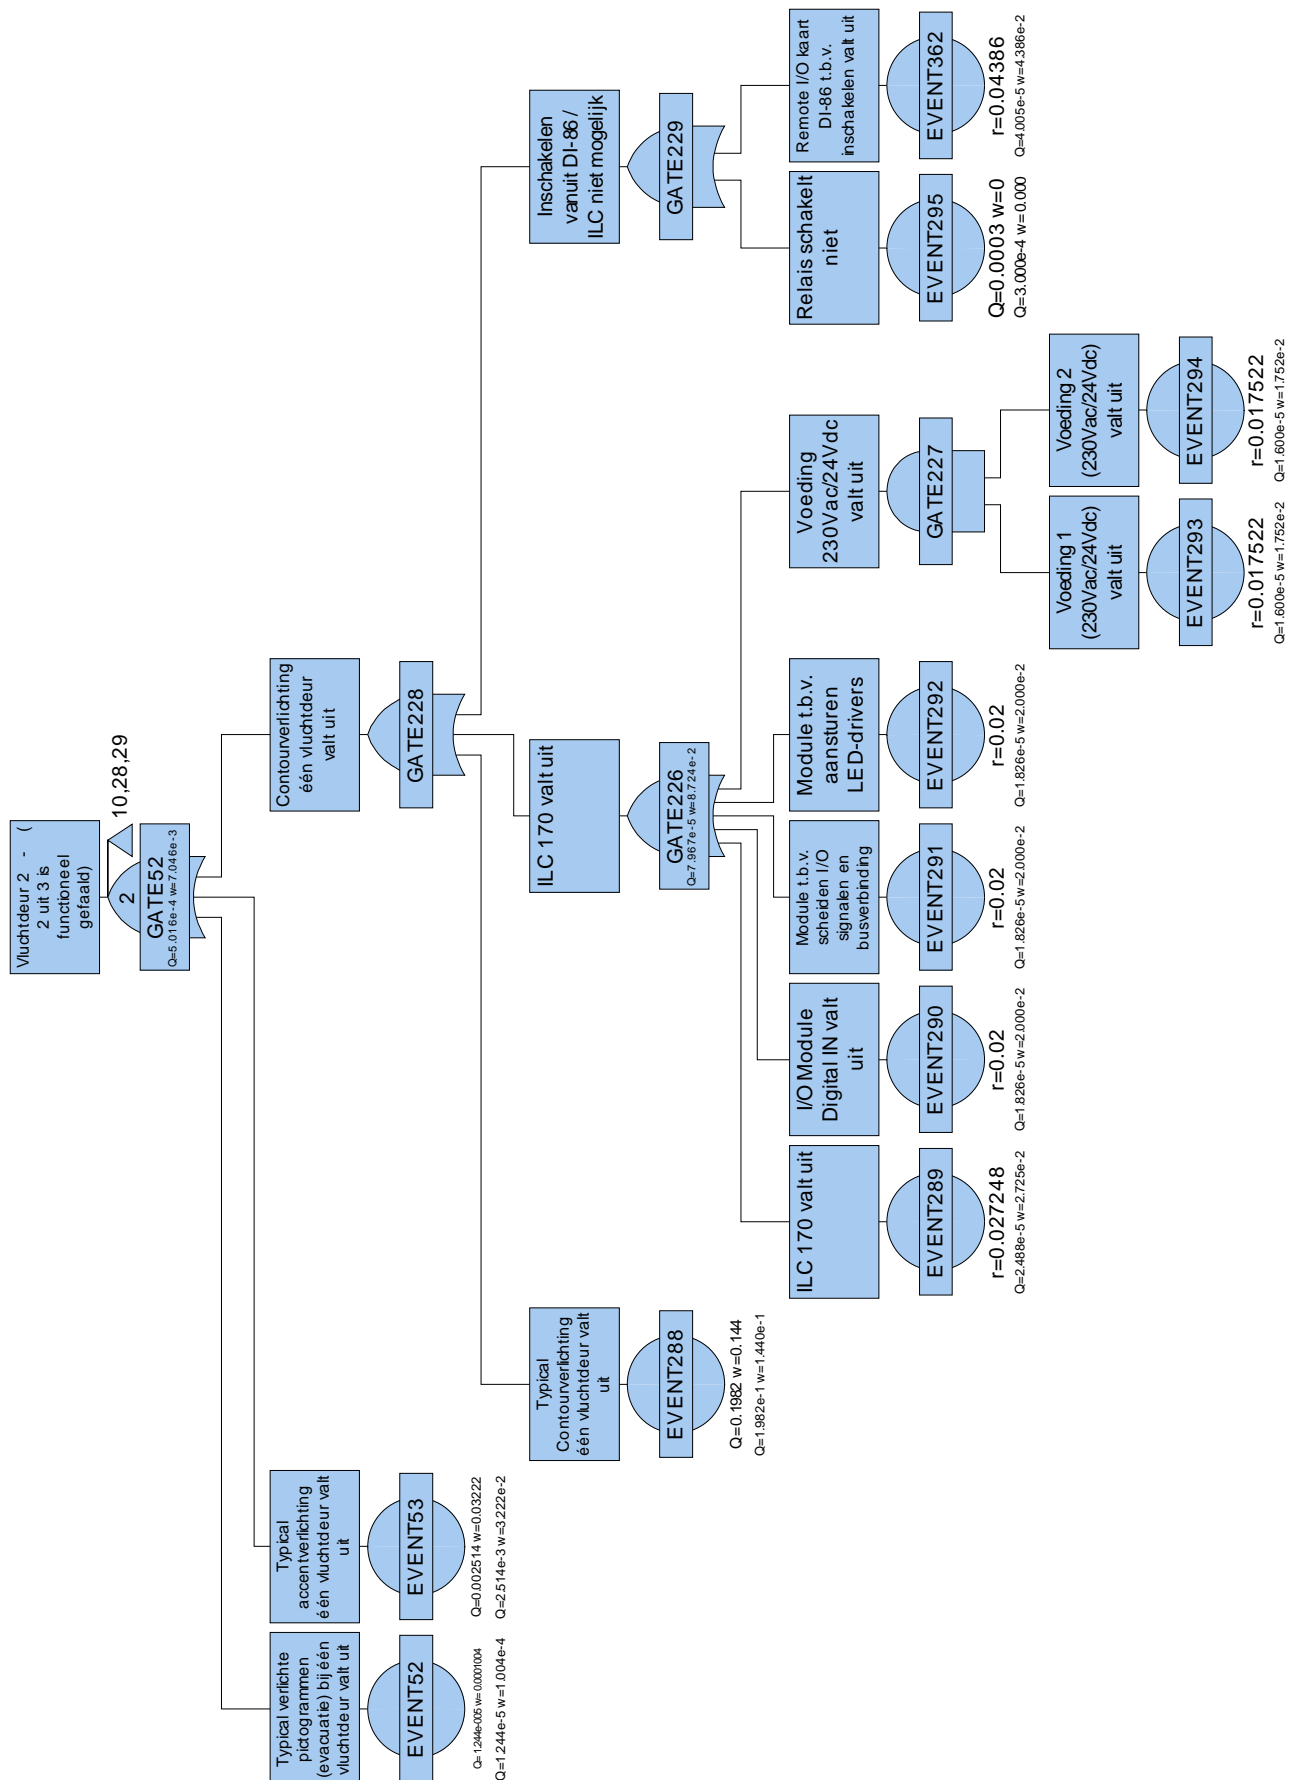 Vluchtdeur 2 - (
2 uit 3 is
functioneel
gefaald)
2
10,28,29
GATE52
Q=5.016e-4 w=7.046e-3
Typical verlichte
pictogrammen
(evacuatie) bij één
vluchtdeur valt uit
EVENT52
Q=1.244e-005 w=0.0001004
Q=1.244e-5 w=1.004e-4
Typical
accentverlichting
één vluchtdeur valt
uit
EVENT53
Q=0.002514 w=0.03222
Q=2.514e-3 w=3.222e-2
Contourverlichting
één vluchtdeur
valt uit
GATE228
Typical
Contourverlichting
één vluchtdeur valt
uit
EVENT288
Q=0.1982 w=0.144
Q=1.982e-1 w=1.440e-1
ILC 170 valt uit
GATE226
Q=7.967e-5 w=8.724e-2
Inschakelen
vanuit DI-86 /
ILC niet mogelijk
GATE229
ILC 170 valt uit
EVENT289
r=0.027248
Q=2.488e-5 w=2.725e-2
I/O Module
Digital IN valt
uit
EVENT290
r=0.02
Q=1.826e-5 w=2.000e-2
Module t.b.v.
scheiden I/O
signalen en
busverbinding
EVENT291
r=0.02
Q=1.826e-5 w=2.000e-2
Module t.b.v.
aansturen
LED-drivers
EVENT292
r=0.02
Q=1.826e-5 w=2.000e-2
Voeding
230Vac/24Vdc
valt uit
GATE227
Relais schakelt
niet
EVENT295
Q=0.0003 w=0
Q=3.000e-4 w=0.000
Remote I/O kaart
DI-86 t.b.v.
inschakelen valt uit
EVENT362
r=0.04386
Q=4.005e-5 w=4.386e-2
Voeding 1
(230Vac/24Vdc)
valt uit
EVENT293
r=0.017522
Q=1.600e-5 w=1.752e-2
Voeding 2
(230Vac/24Vdc)
valt uit
EVENT294
r=0.017522
Q=1.600e-5 w=1.752e-2